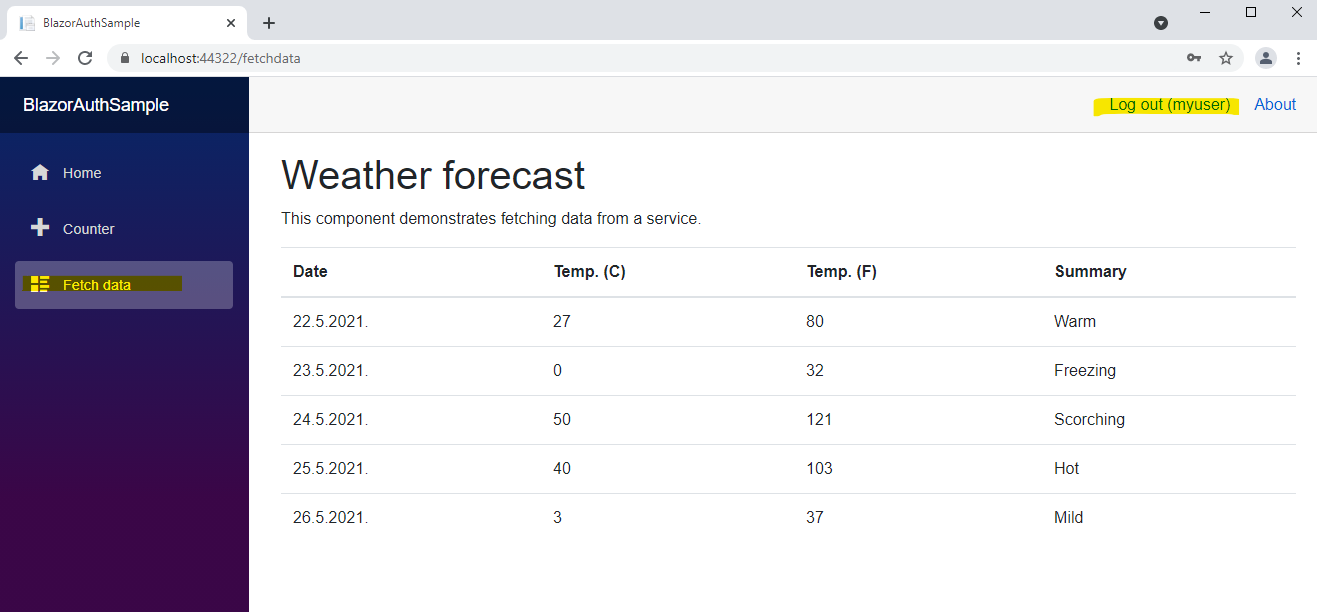 BlazorAuthSample
localhost:44322/fetchdata
BlazorAuthSample
Log out (myuser) About
Home
Counter
Fetch data
Weather forecast
This component demonstrates fetching data from a service.
Date Temp. (C) Temp. (F) Summary
22.5.2021. 27 80 Warm
23.5.2021. 0 32 Freezing
24.5.2021. 50 121 Scorching
25.5.2021. 40 103 Hot
26.5.2021. 3 37 Mild